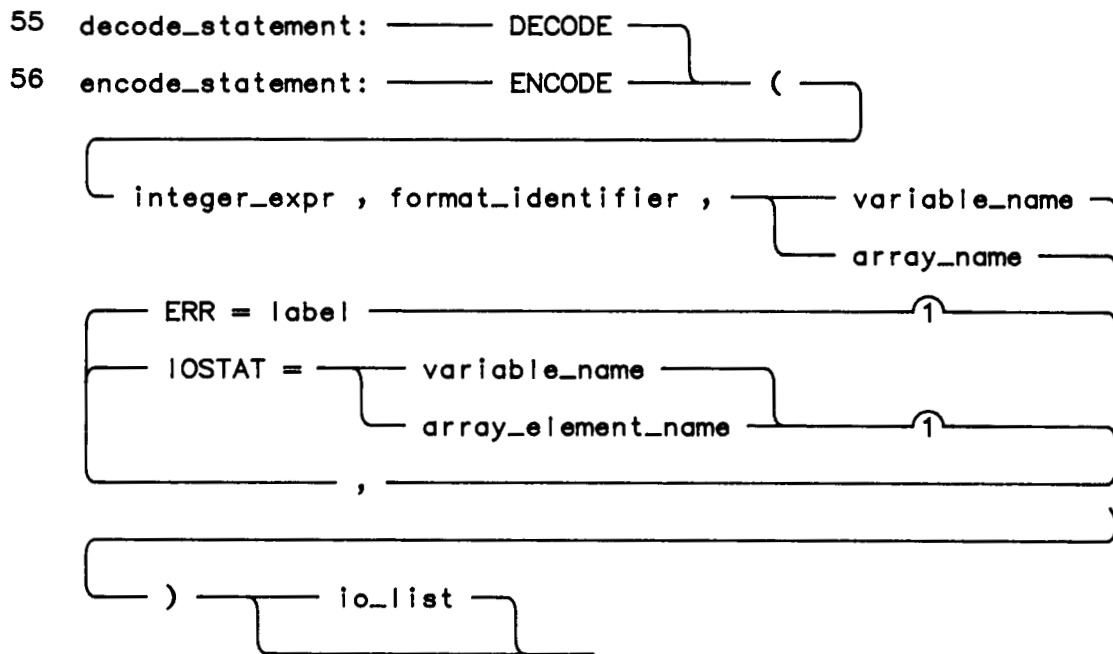 55 decode_statement: DECODE
56 encode_statement: ENCODE (
integer_expr , format_identifier , variable_name
array_name
ERR = label 1
IOSTAT = variable_name
array_element_name 1
,
) io_list